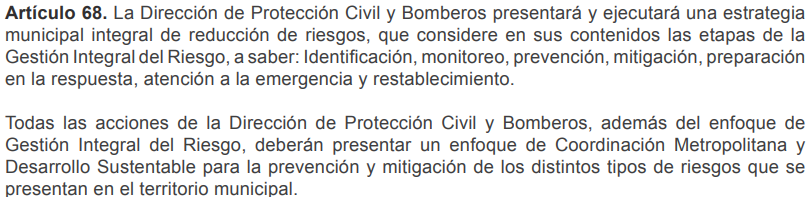 Artículo 68. La Dirección de Protección Civil y Bomberos presentará y ejecutará una estrategia
municipal integral de reducción de riesgos, que considere en sus contenidos las etapas de la
Gestión Integral del Riesgo, a saber: Identificación, monitoreo, prevención, mitigación, preparación
en la respuesta, atención a la emergencia y restablecimiento.
Todas las acciones de la Dirección de Protección Civil y Bomberos, además del enfoque de
Gestión Integral del Riesgo, deberán presentar un enfoque de Coordinación Metropolitana y
Desarrollo Sustentable para la prevención y mitigación de los distintos tipos de riesgos que se
presentan en el territorio municipal.